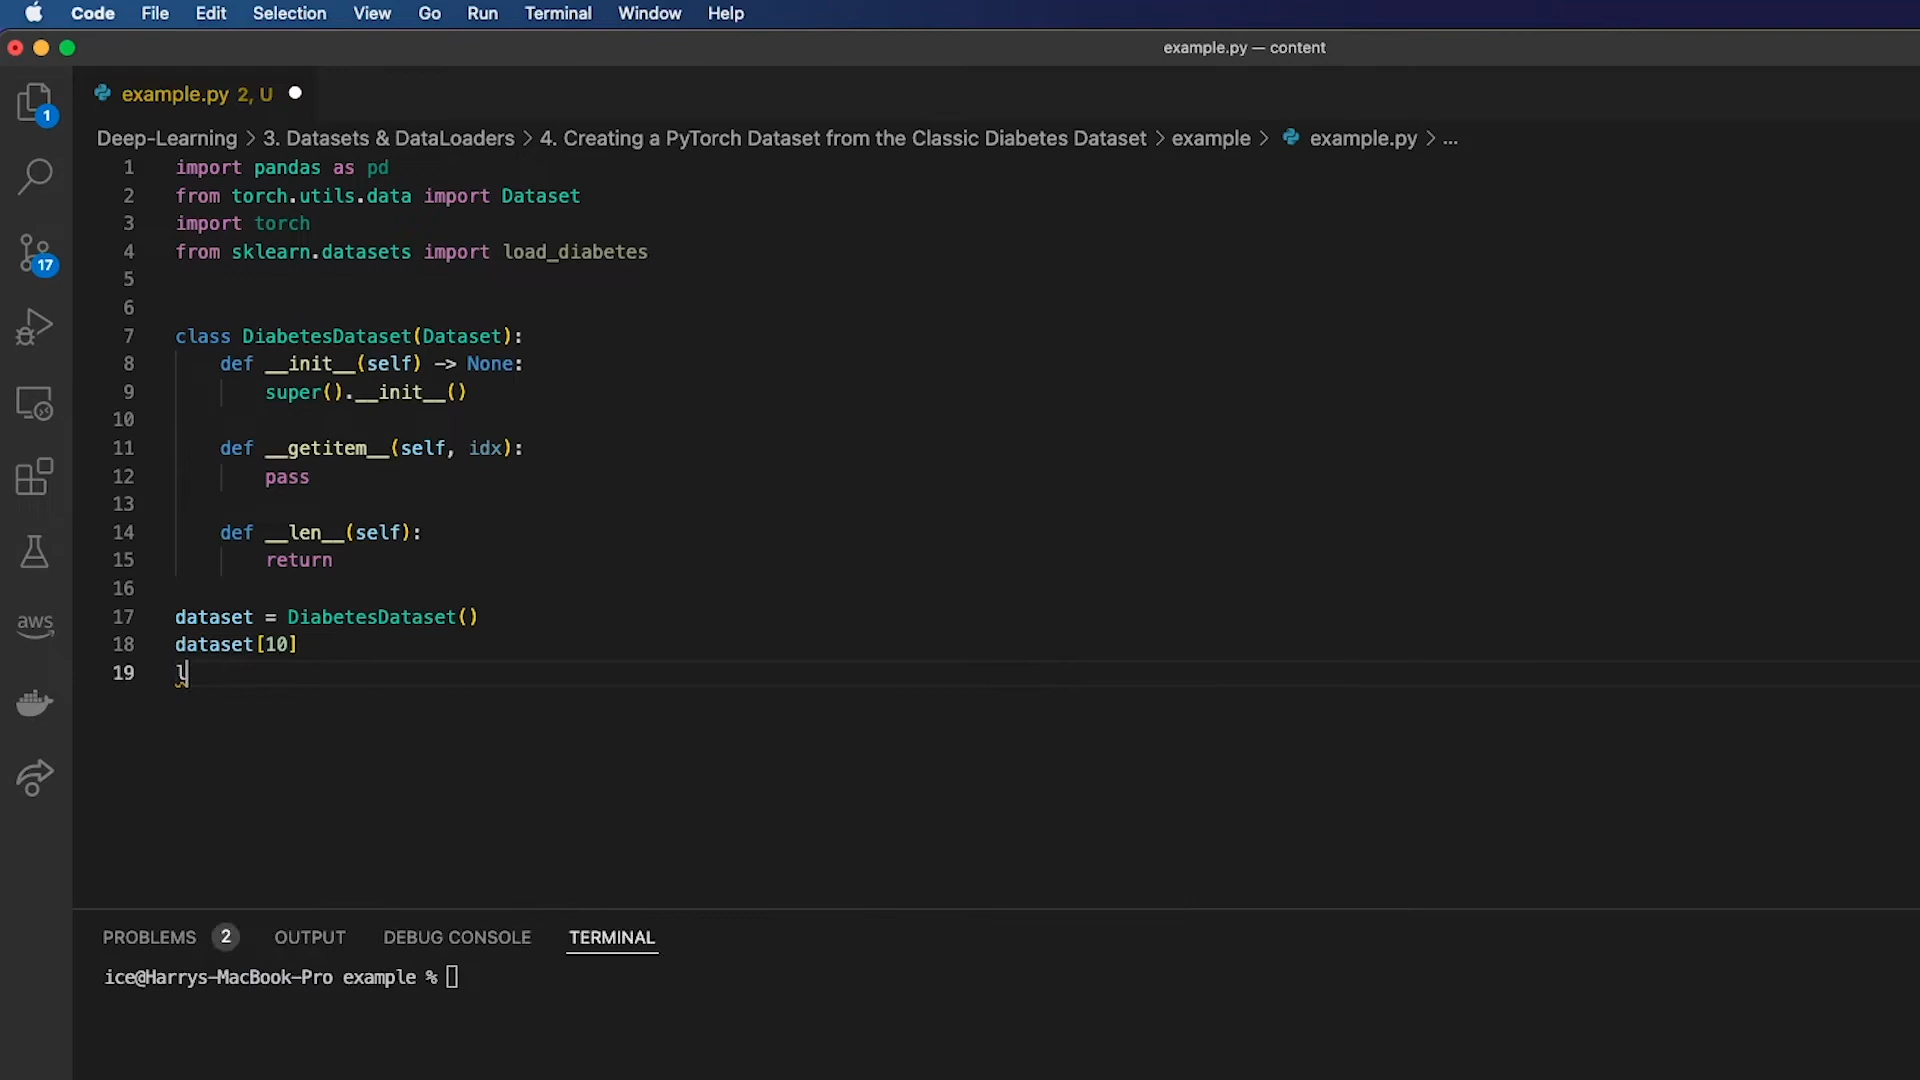 Code File Edit Selection View Go Run Terminal Window Help
example.py — content
example.py 2, U
Deep-Learning > 3. Datasets & DataLoaders > 4. Creating a PyTorch Dataset from the Classic Diabetes Dataset > example > example.py > ...
1 import pandas as pd
2 from torch.utils.data import Dataset
3 import torch
4 from sklearn.datasets import load_diabetes
5
6
7 class DiabetesDataset(Dataset):
8     def __init__(self) -> None:
9         super().__init__()
10
11     def __getitem__(self, idx):
12         pass
13
14     def __len__(self):
15         return
16
17 dataset = DiabetesDataset()
18 dataset[10]
19 l
1
17
aws
PROBLEMS 2 OUTPUT DEBUG CONSOLE TERMINAL
ice@Harrys-MacBook-Pro example %